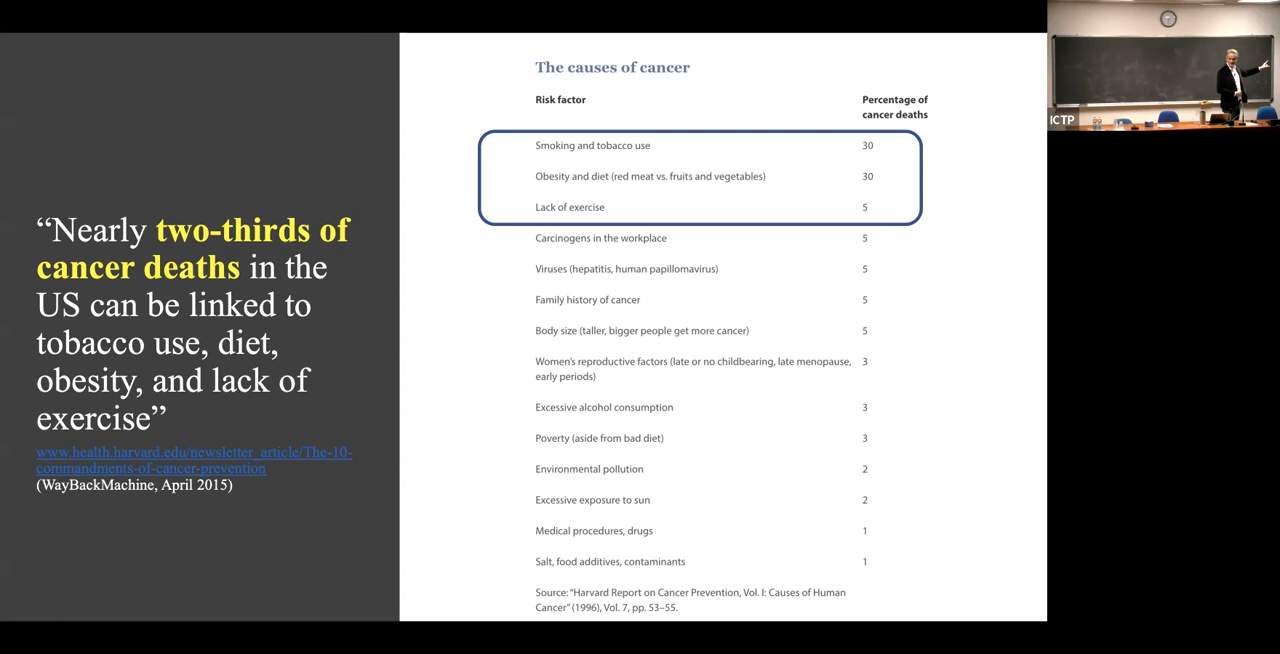 “Nearly two-thirds of
cancer deaths in the
US can be linked to
tobacco use, diet,
obesity, and lack of
exercise”
www.health.harvard.edu/newsletter_article/The-10-
commandments-of-cancer-prevention
(WayBackMachine, April 2015)
The causes of cancer
Risk factor Percentage of
cancer deaths
Smoking and tobacco use 30
Obesity and diet (red meat vs. fruits and vegetables) 30
Lack of exercise 5
Carcinogens in the workplace 5
Viruses (hepatitis, human papillomavirus) 5
Family history of cancer 5
Body size (taller, bigger people get more cancer) 5
Women’s reproductive factors (late or no childbearing, late menopause, 3
early periods)
Excessive alcohol consumption 3
Poverty (aside from bad diet) 3
Environmental pollution 2
Excessive exposure to sun 2
Medical procedures, drugs 1
Salt, food additives, contaminants 1
Source: “Harvard Report on Cancer Prevention, Vol. I: Causes of Human
Cancer” (1996), Vol. 7, pp. 53–55.
ICTP